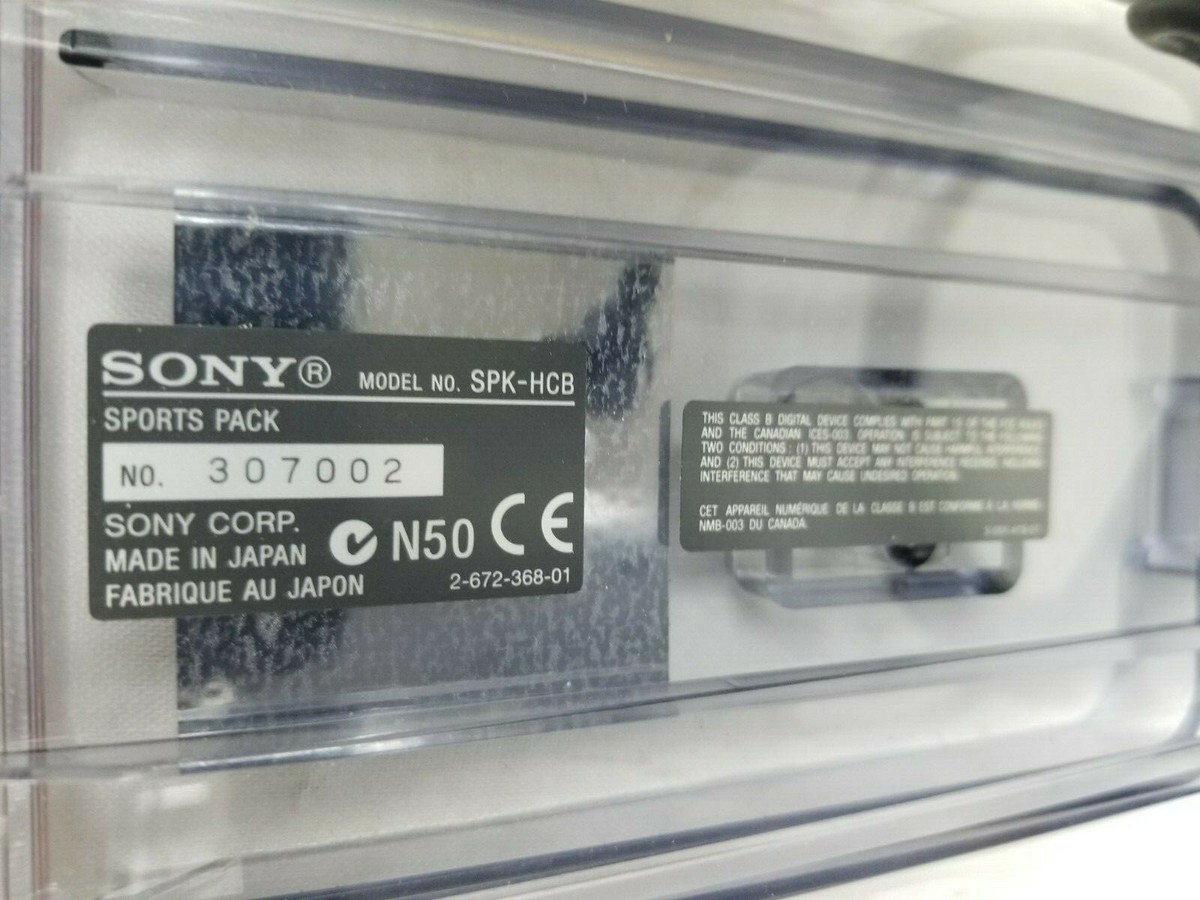 SONY®
MODEL NO. SPK-HCB
SPORTS PACK
NO. 307002
SONY CORP.
MADE IN JAPAN
FABRIQUE AU JAPON
N50 CE
2-672-368-01
THIS CLASS B DIGITAL DEVICE COMPLIES WITH PART 15 OF THE FCC RULES
AND THE CANADIAN ICES-003. OPERATION IS SUBJECT TO THE FOLLOWING
TWO CONDITIONS : (1) THIS DEVICE MAY NOT CAUSE HARMFUL INTERFERENCE,
AND (2) THIS DEVICE MUST ACCEPT ANY INTERFERENCE RECEIVED, INCLUDING
INTERFERENCE THAT MAY CAUSE UNDESIRED OPERATION.
CET APPAREIL NUMÉRIQUE DE LA CLASSE B EST CONFORME À LA NORME
NMB-003 DU CANADA.